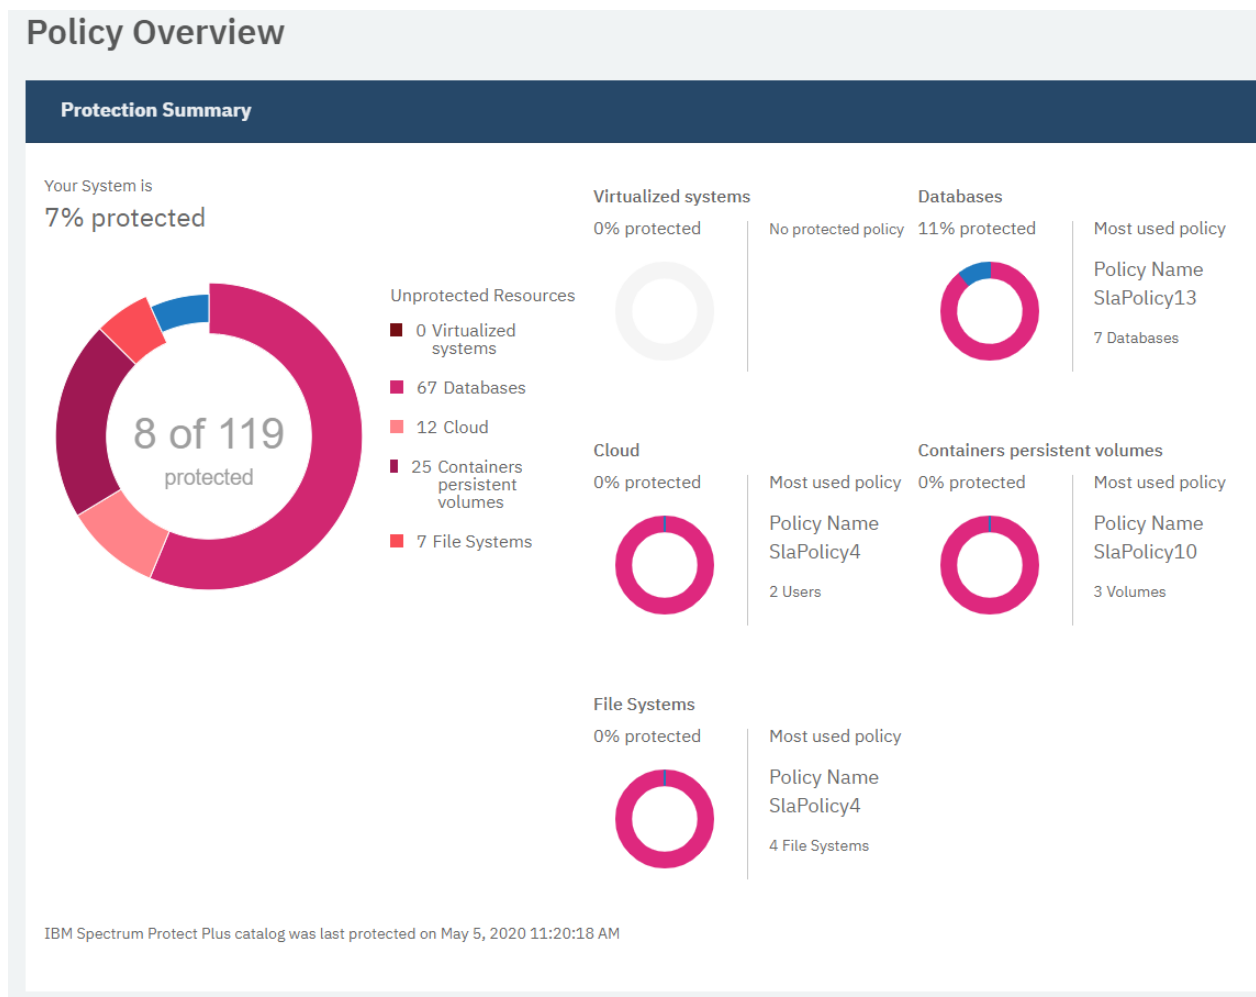 Policy Overview
Protection Summary
Your System is
7% protected
8 of 119
protected
Unprotected Resources
0 Virtualized
systems
67 Databases
12 Cloud
25 Containers
persistent
volumes
7 File Systems
Virtualized systems
0% protected
No protected policy
Databases
11% protected
Most used policy
Policy Name
SlaPolicy13
7 Databases
Cloud
0% protected
Most used policy
Policy Name
SlaPolicy4
2 Users
Containers persistent volumes
0% protected
Most used policy
Policy Name
SlaPolicy10
3 Volumes
File Systems
0% protected
Most used policy
Policy Name
SlaPolicy4
4 File Systems
IBM Spectrum Protect Plus catalog was last protected on May 5, 2020 11:20:18 AM